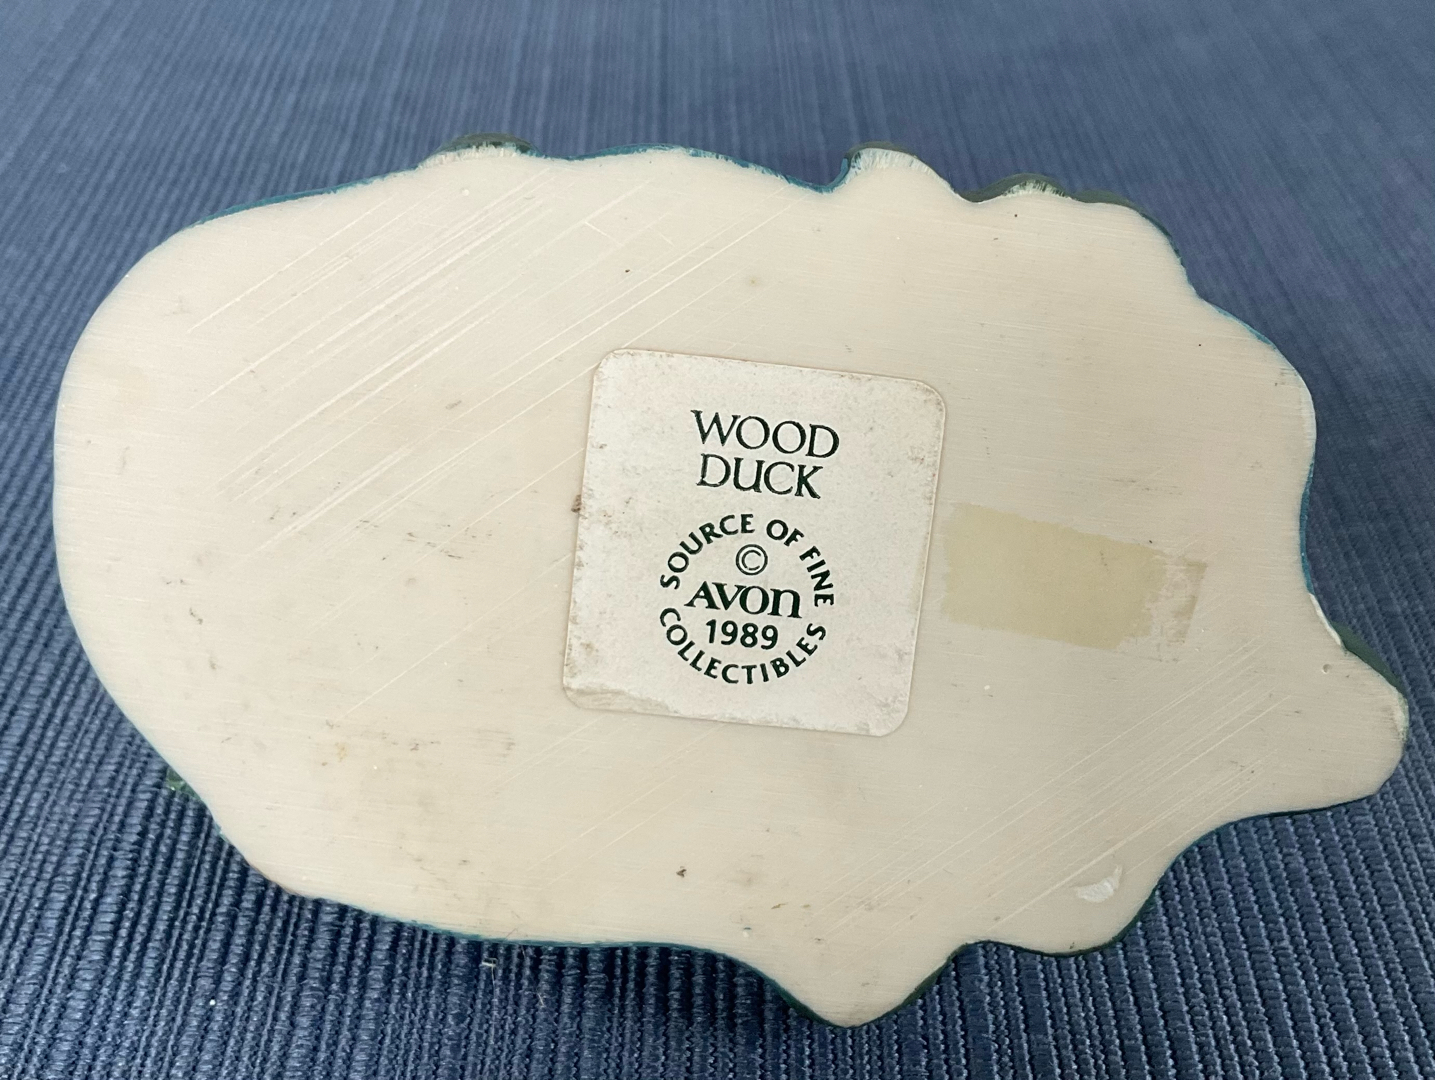 WOOD
DUCK
SOURCE OF FINE
©
AVON
1989
COLLECTIBLES